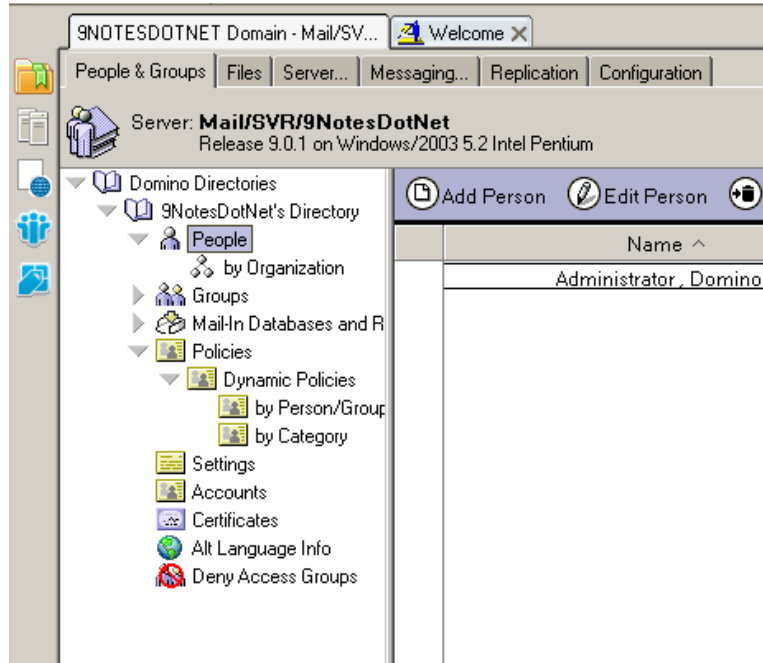 9NOTESDOTNET Domain - Mail/SV...
Welcome
People & Groups
Files
Server...
Messaging...
Replication
Configuration
Server: Mail/SVR/9NotesDotNet
Release 9.0.1 on Windows/2003 5.2 Intel Pentium
Domino Directories
9NotesDotNet's Directory
People
by Organization
Groups
Mail-In Databases and R
Policies
Dynamic Policies
by Person/Group
by Category
Settings
Accounts
Certificates
Alt Language Info
Deny Access Groups
Add Person
Edit Person
Name
Administrator , Domino